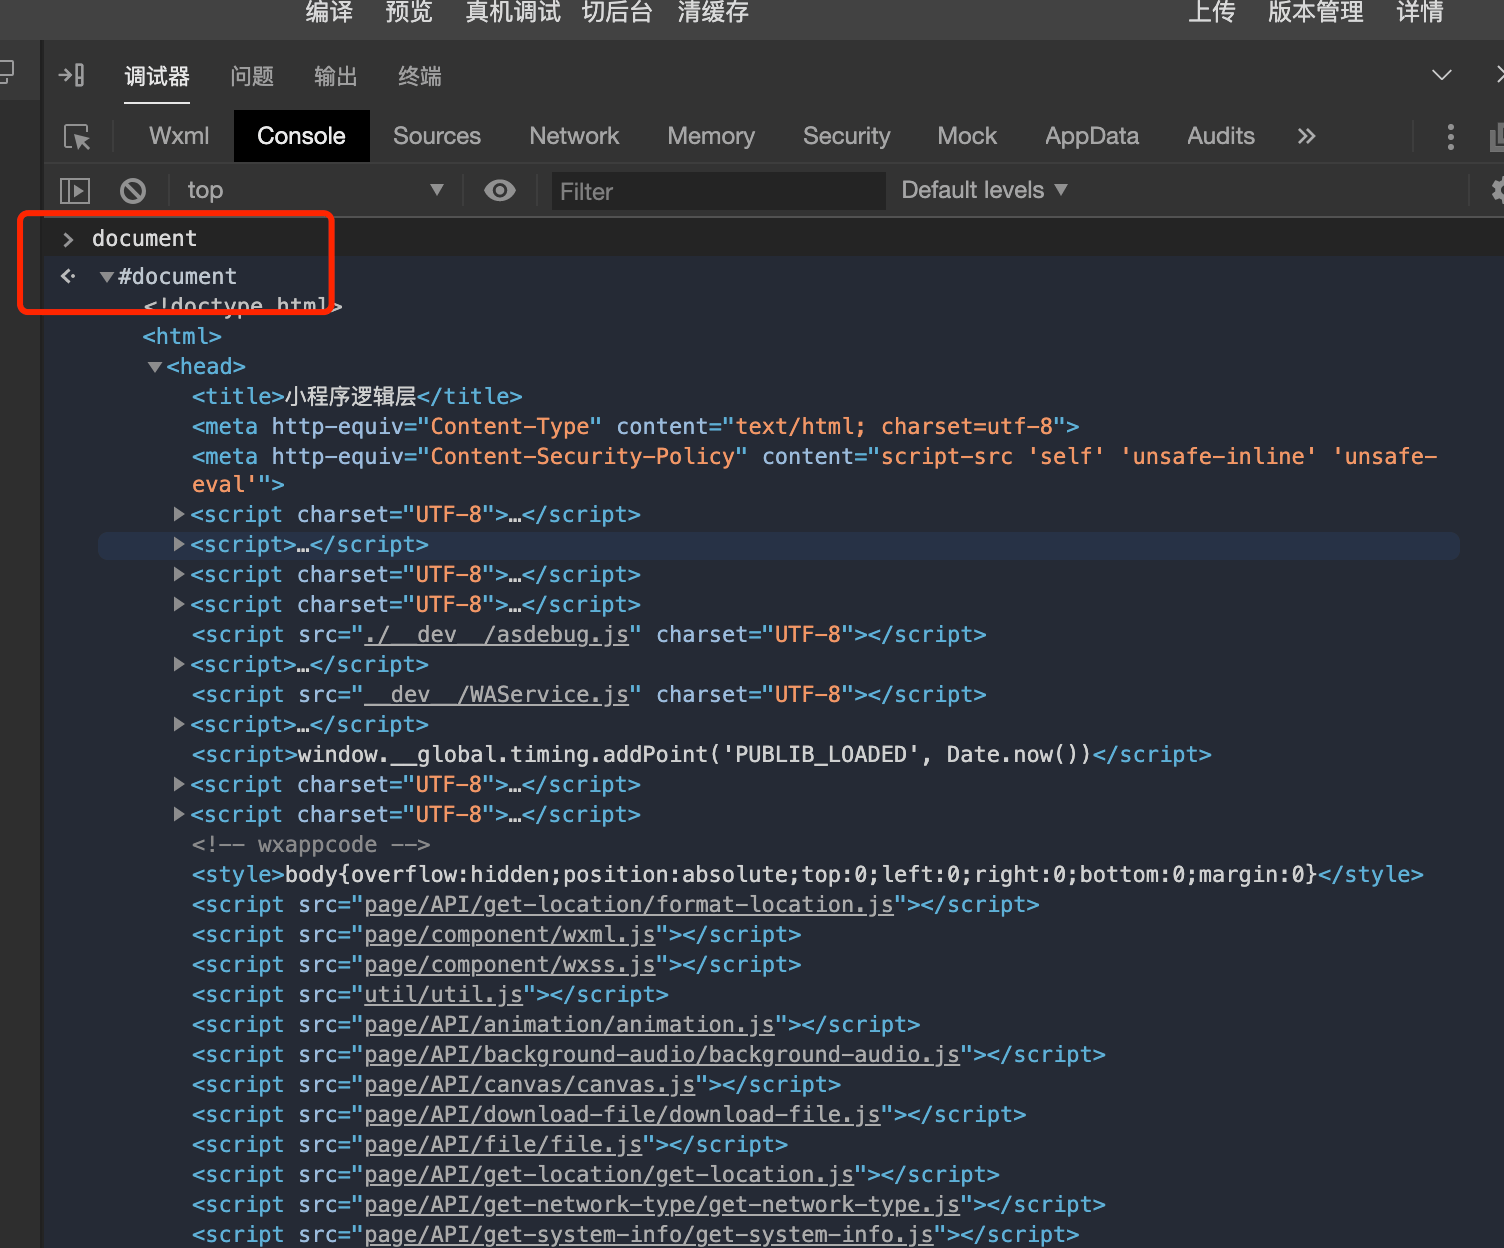 编译 预览 真机调试 切后台 清缓存 上传 版本管理 详情
调试器 问题 输出 终端
Wxml Console Sources Network Memory Security Mock AppData Audits
top Filter Default levels
document
#document
<!doctype html>
<html>
<head>
<title>小程序逻辑层</title>
<meta http-equiv="Content-Type" content="text/html; charset=utf-8">
<meta http-equiv="Content-Security-Policy" content="script-src 'self' 'unsafe-inline' 'unsafe-
eval'">
<script charset="UTF-8">…</script>
<script>…</script>
<script charset="UTF-8">…</script>
<script charset="UTF-8">…</script>
<script src="./__dev__/asdebug.js" charset="UTF-8"></script>
<script>…</script>
<script src="__dev__/WAService.js" charset="UTF-8"></script>
<script>…</script>
<script>window.__global.timing.addPoint('PUBLIB_LOADED', Date.now())</script>
<script charset="UTF-8">…</script>
<script charset="UTF-8">…</script>
<!-- wxappcode -->
<style>body{overflow:hidden;position:absolute;top:0;left:0;right:0;bottom:0;margin:0}</style>
<script src="page/API/get-location/format-location.js"></script>
<script src="page/component/wxml.js"></script>
<script src="page/component/wxss.js"></script>
<script src="util/util.js"></script>
<script src="page/API/animation/animation.js"></script>
<script src="page/API/background-audio/background-audio.js"></script>
<script src="page/API/canvas/canvas.js"></script>
<script src="page/API/download-file/download-file.js"></script>
<script src="page/API/file/file.js"></script>
<script src="page/API/get-location/get-location.js"></script>
<script src="page/API/get-network-type/get-network-type.js"></script>
<script src="page/API/get-system-info/get-system-info.js"></script>